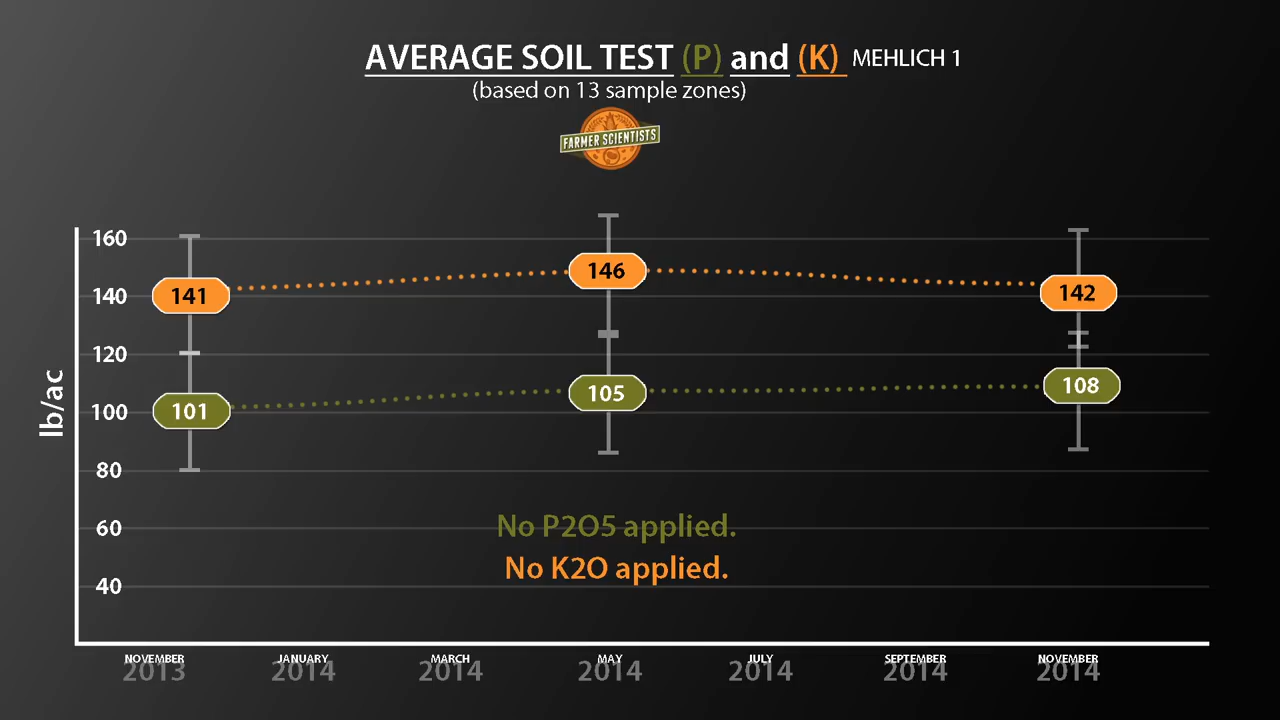 AVERAGE SOIL TEST (P) and (K) MEHLICH 1
(based on 13 sample zones)
FARMER SCIENTISTS
lb/ac
160
140
120
100
80
60
40
141
146
142
101
105
108
No P2O5 applied.
No K2O applied.
NOVEMBER JANUARY MARCH MAY JULY SEPTEMBER NOVEMBER
2013 2014 2014 2014 2014 2014 2014